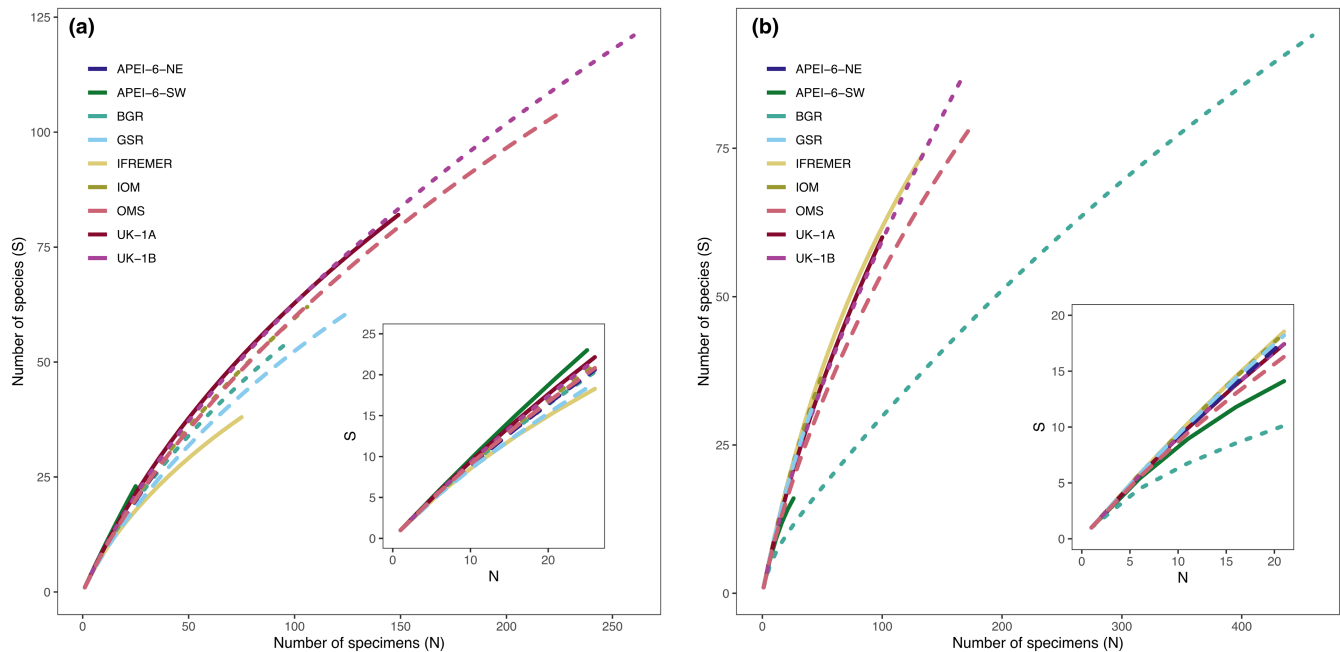 (a)
APEI−6−NE
APEI−6−SW
BGR
GSR
IFREMER
IOM
OMS
UK−1A
UK−1B
Number of species (S)
125
100
75
50
25
0
0 50 100 150 200 250
Number of specimens (N)
S
25
20
15
10
5
0
0 10 20
N
(b)
APEI−6−NE
APEI−6−SW
BGR
GSR
IFREMER
IOM
OMS
UK−1A
UK−1B
Number of species (S)
75
50
25
0
0 100 200 300 400
Number of specimens (N)
S
20
15
10
5
0
0 5 10 15 20
N